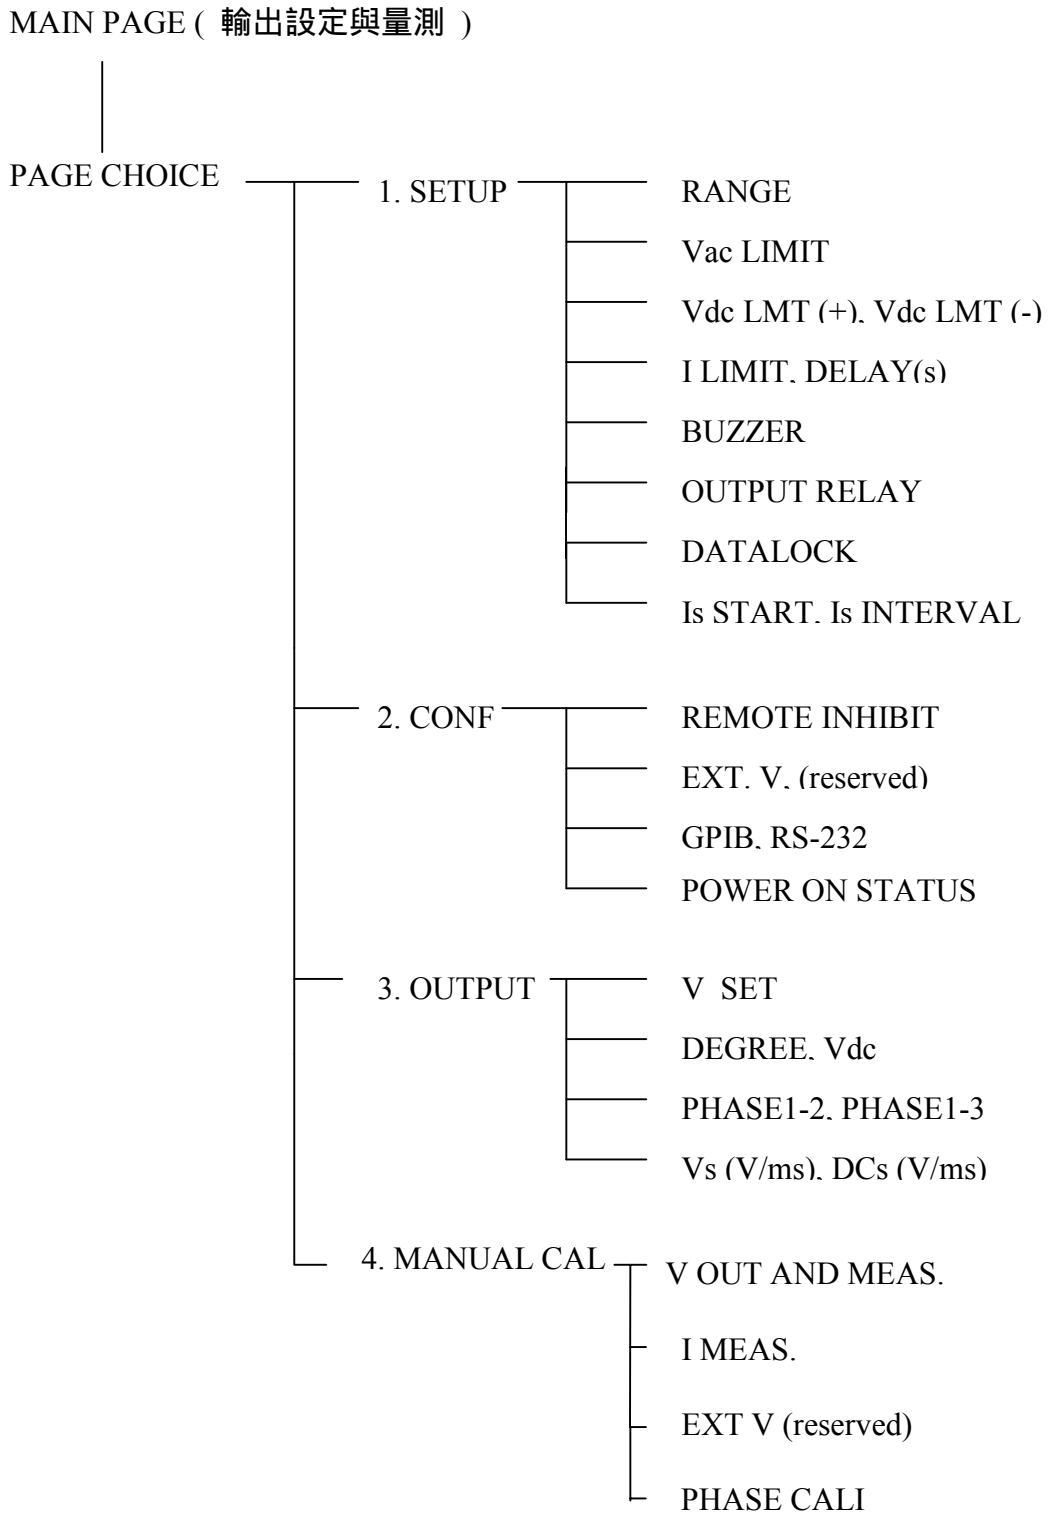 MAIN PAGE ( 輸出設定與量測 )
PAGE CHOICE
1. SETUP
RANGE
Vac LIMIT
Vdc LMT (+), Vdc LMT (-)
I LIMIT, DELAY(s)
BUZZER
OUTPUT RELAY
DATALOCK
Is START, Is INTERVAL
2. CONF
REMOTE INHIBIT
EXT. V, (reserved)
GPIB, RS-232
POWER ON STATUS
3. OUTPUT
V SET
DEGREE, Vdc
PHASE1-2, PHASE1-3
Vs (V/ms), DCs (V/ms)
4. MANUAL CAL
V OUT AND MEAS.
I MEAS.
EXT V (reserved)
PHASE CALI